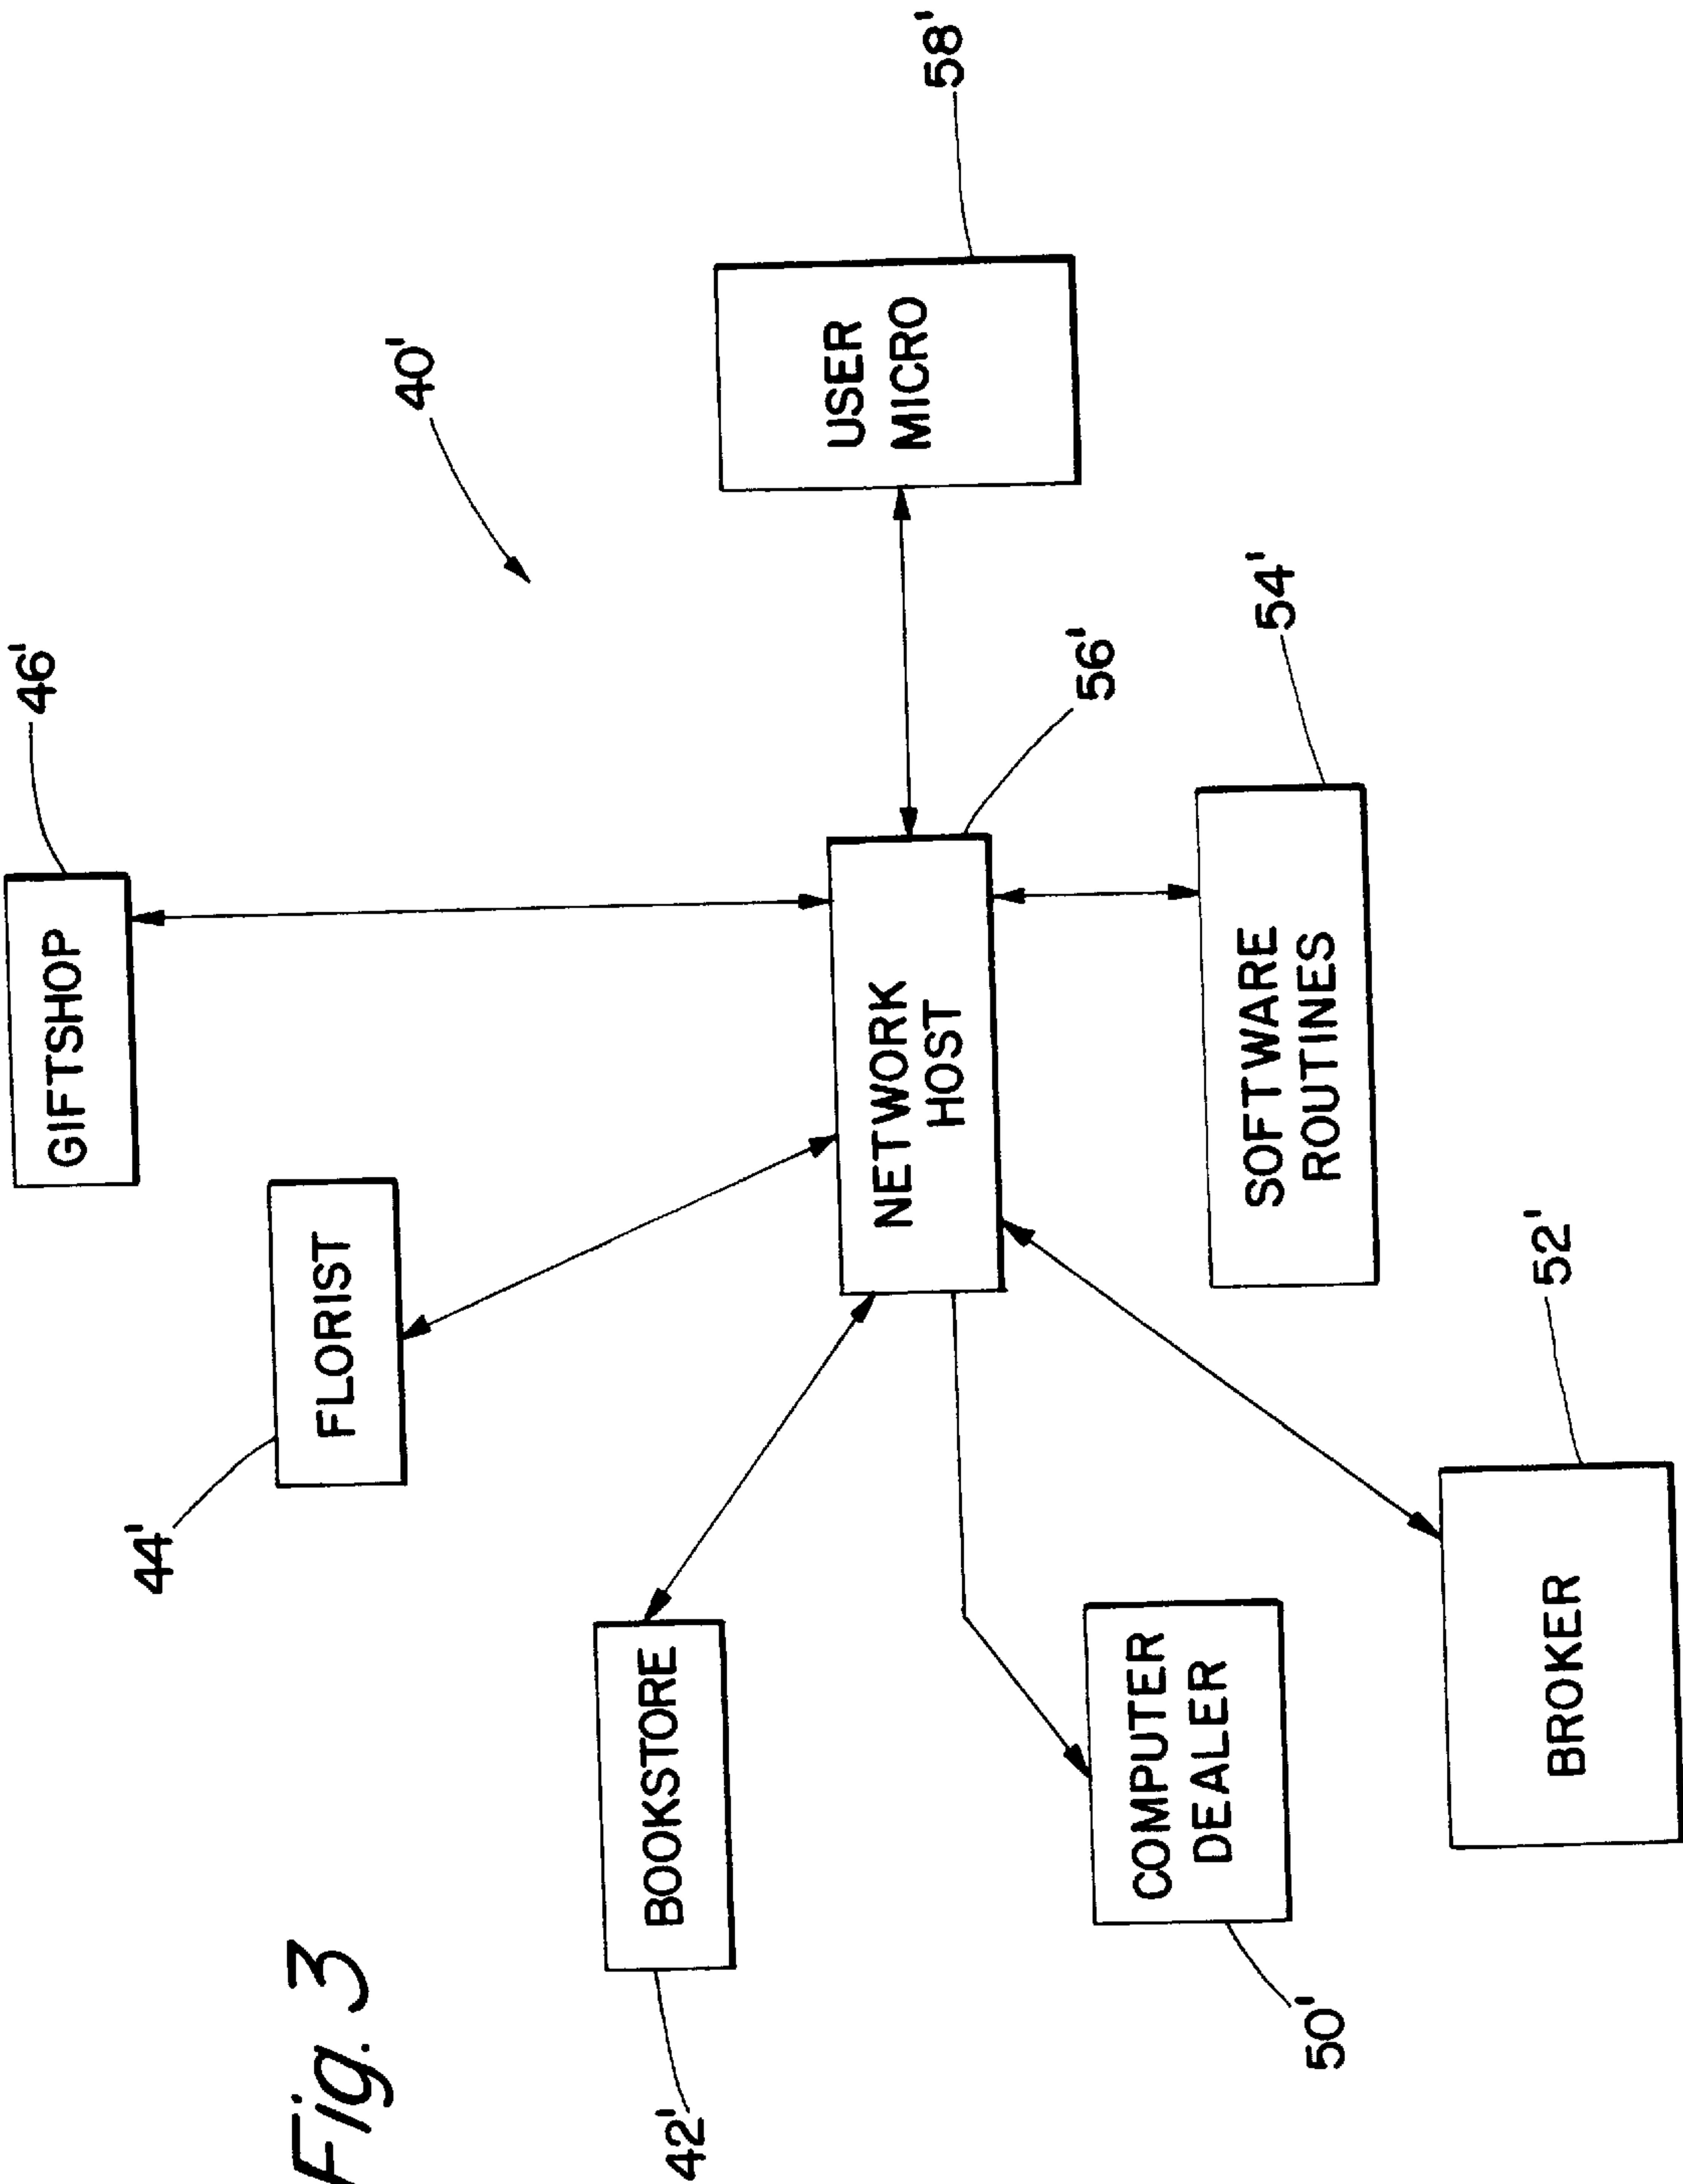 Fig. 3
46'
GIFTSHOP
40'
58'
44'
FLORIST
USER
MICRO
42'
BOOKSTORE
NETWORK
HOST
56'
50'
COMPUTER
DEALER
SOFTWARE
ROUTINES
54'
BROKER
52'